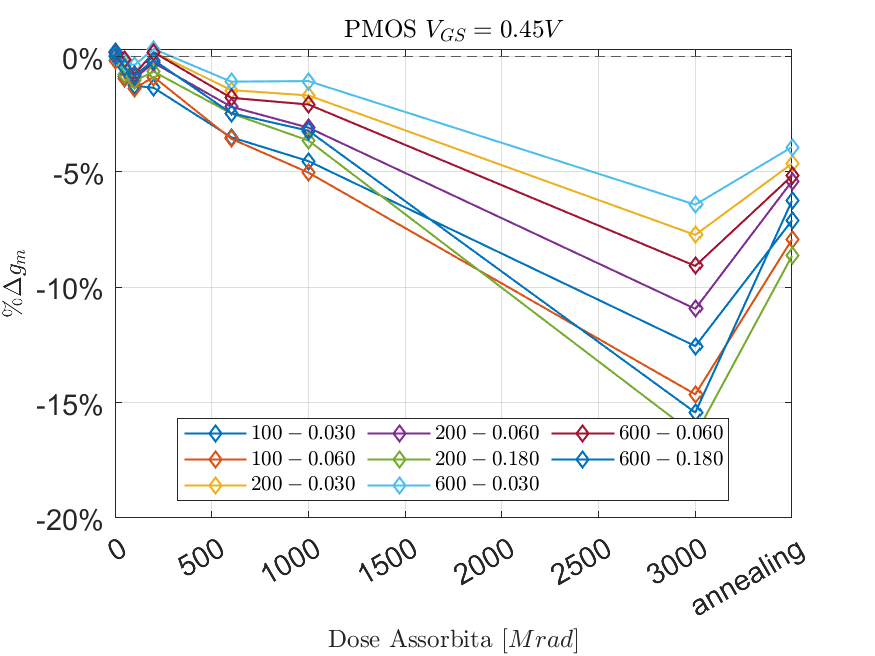 PMOS V_{GS} = 0.45V
%Δg_m
0%
-5%
-10%
-15%
-20%
100 − 0.030
100 − 0.060
200 − 0.030
200 − 0.060
200 − 0.180
600 − 0.030
600 − 0.060
600 − 0.180
0
500
1000
1500
2000
2500
3000
annealing
Dose Assorbita [Mrad]